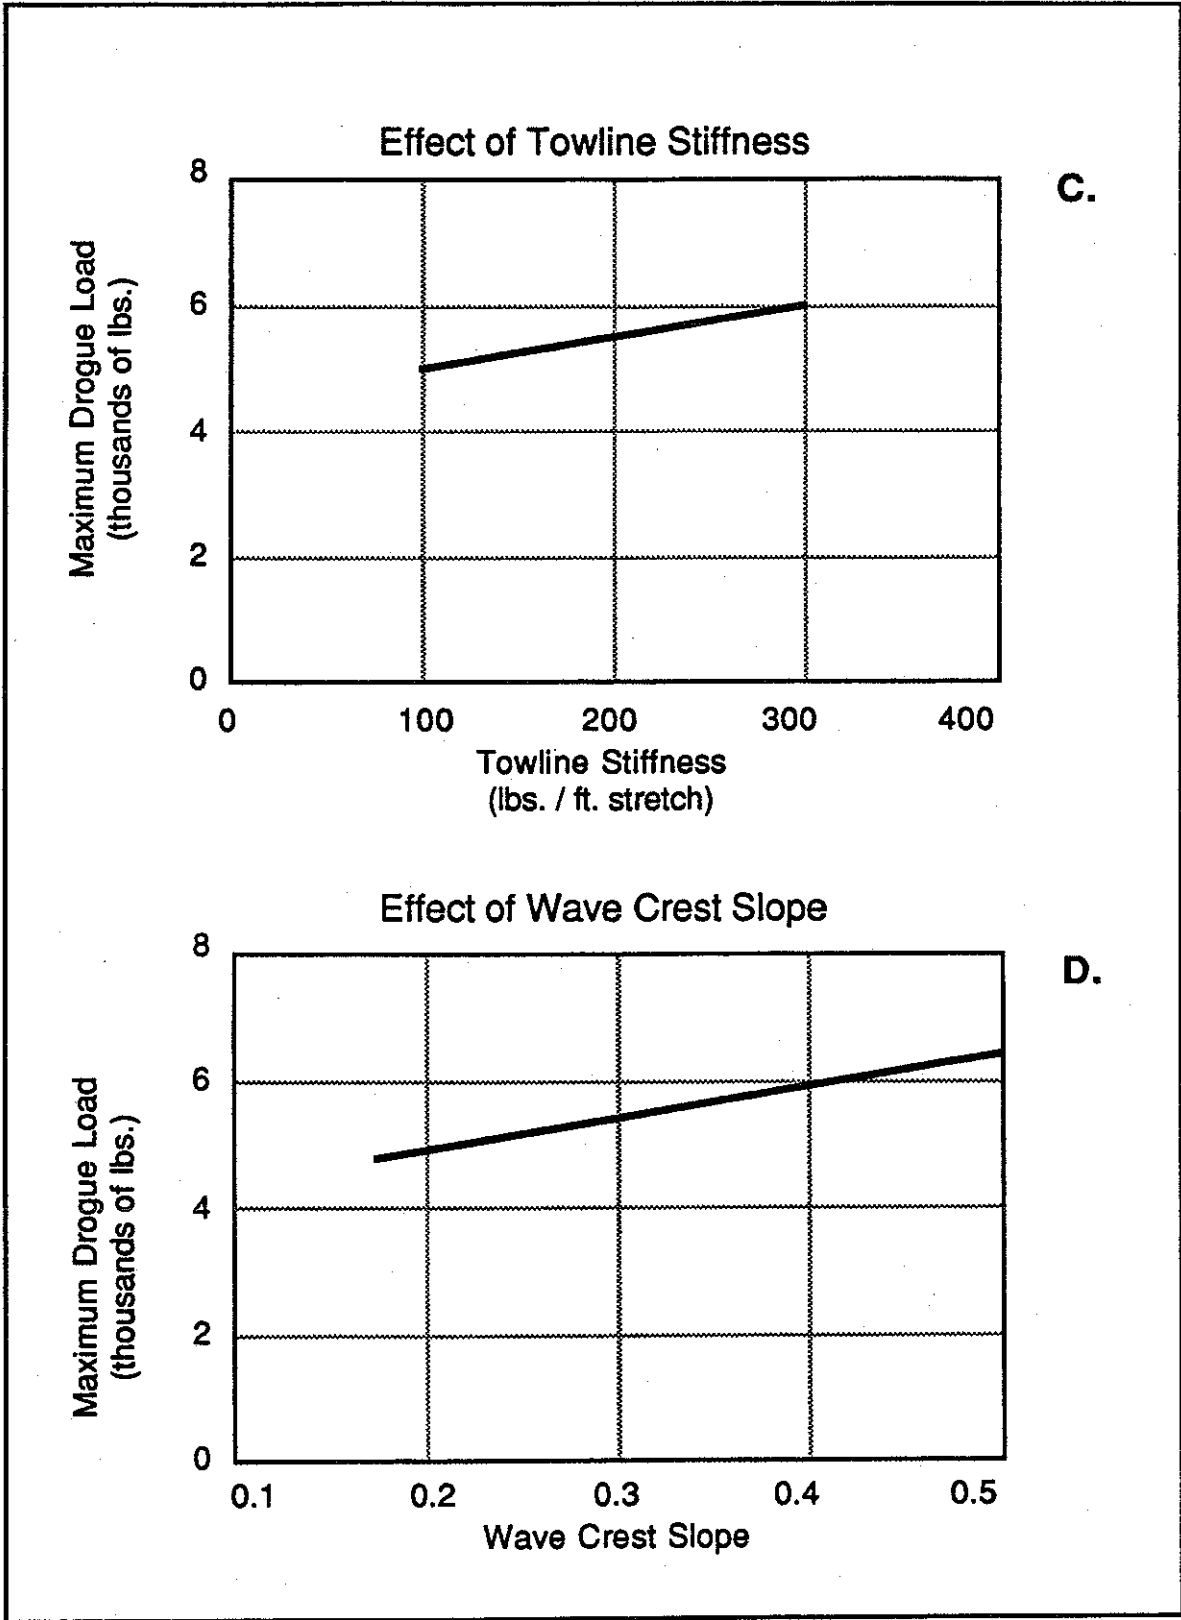 Effect of Towline Stiffness
C.
8
6
4
2
0
Maximum Drogue Load
(thousands of lbs.)
0 100 200 300 400
Towline Stiffness
(lbs. / ft. stretch)
Effect of Wave Crest Slope
D.
8
6
4
2
0
Maximum Drogue Load
(thousands of lbs.)
0.1 0.2 0.3 0.4 0.5
Wave Crest Slope